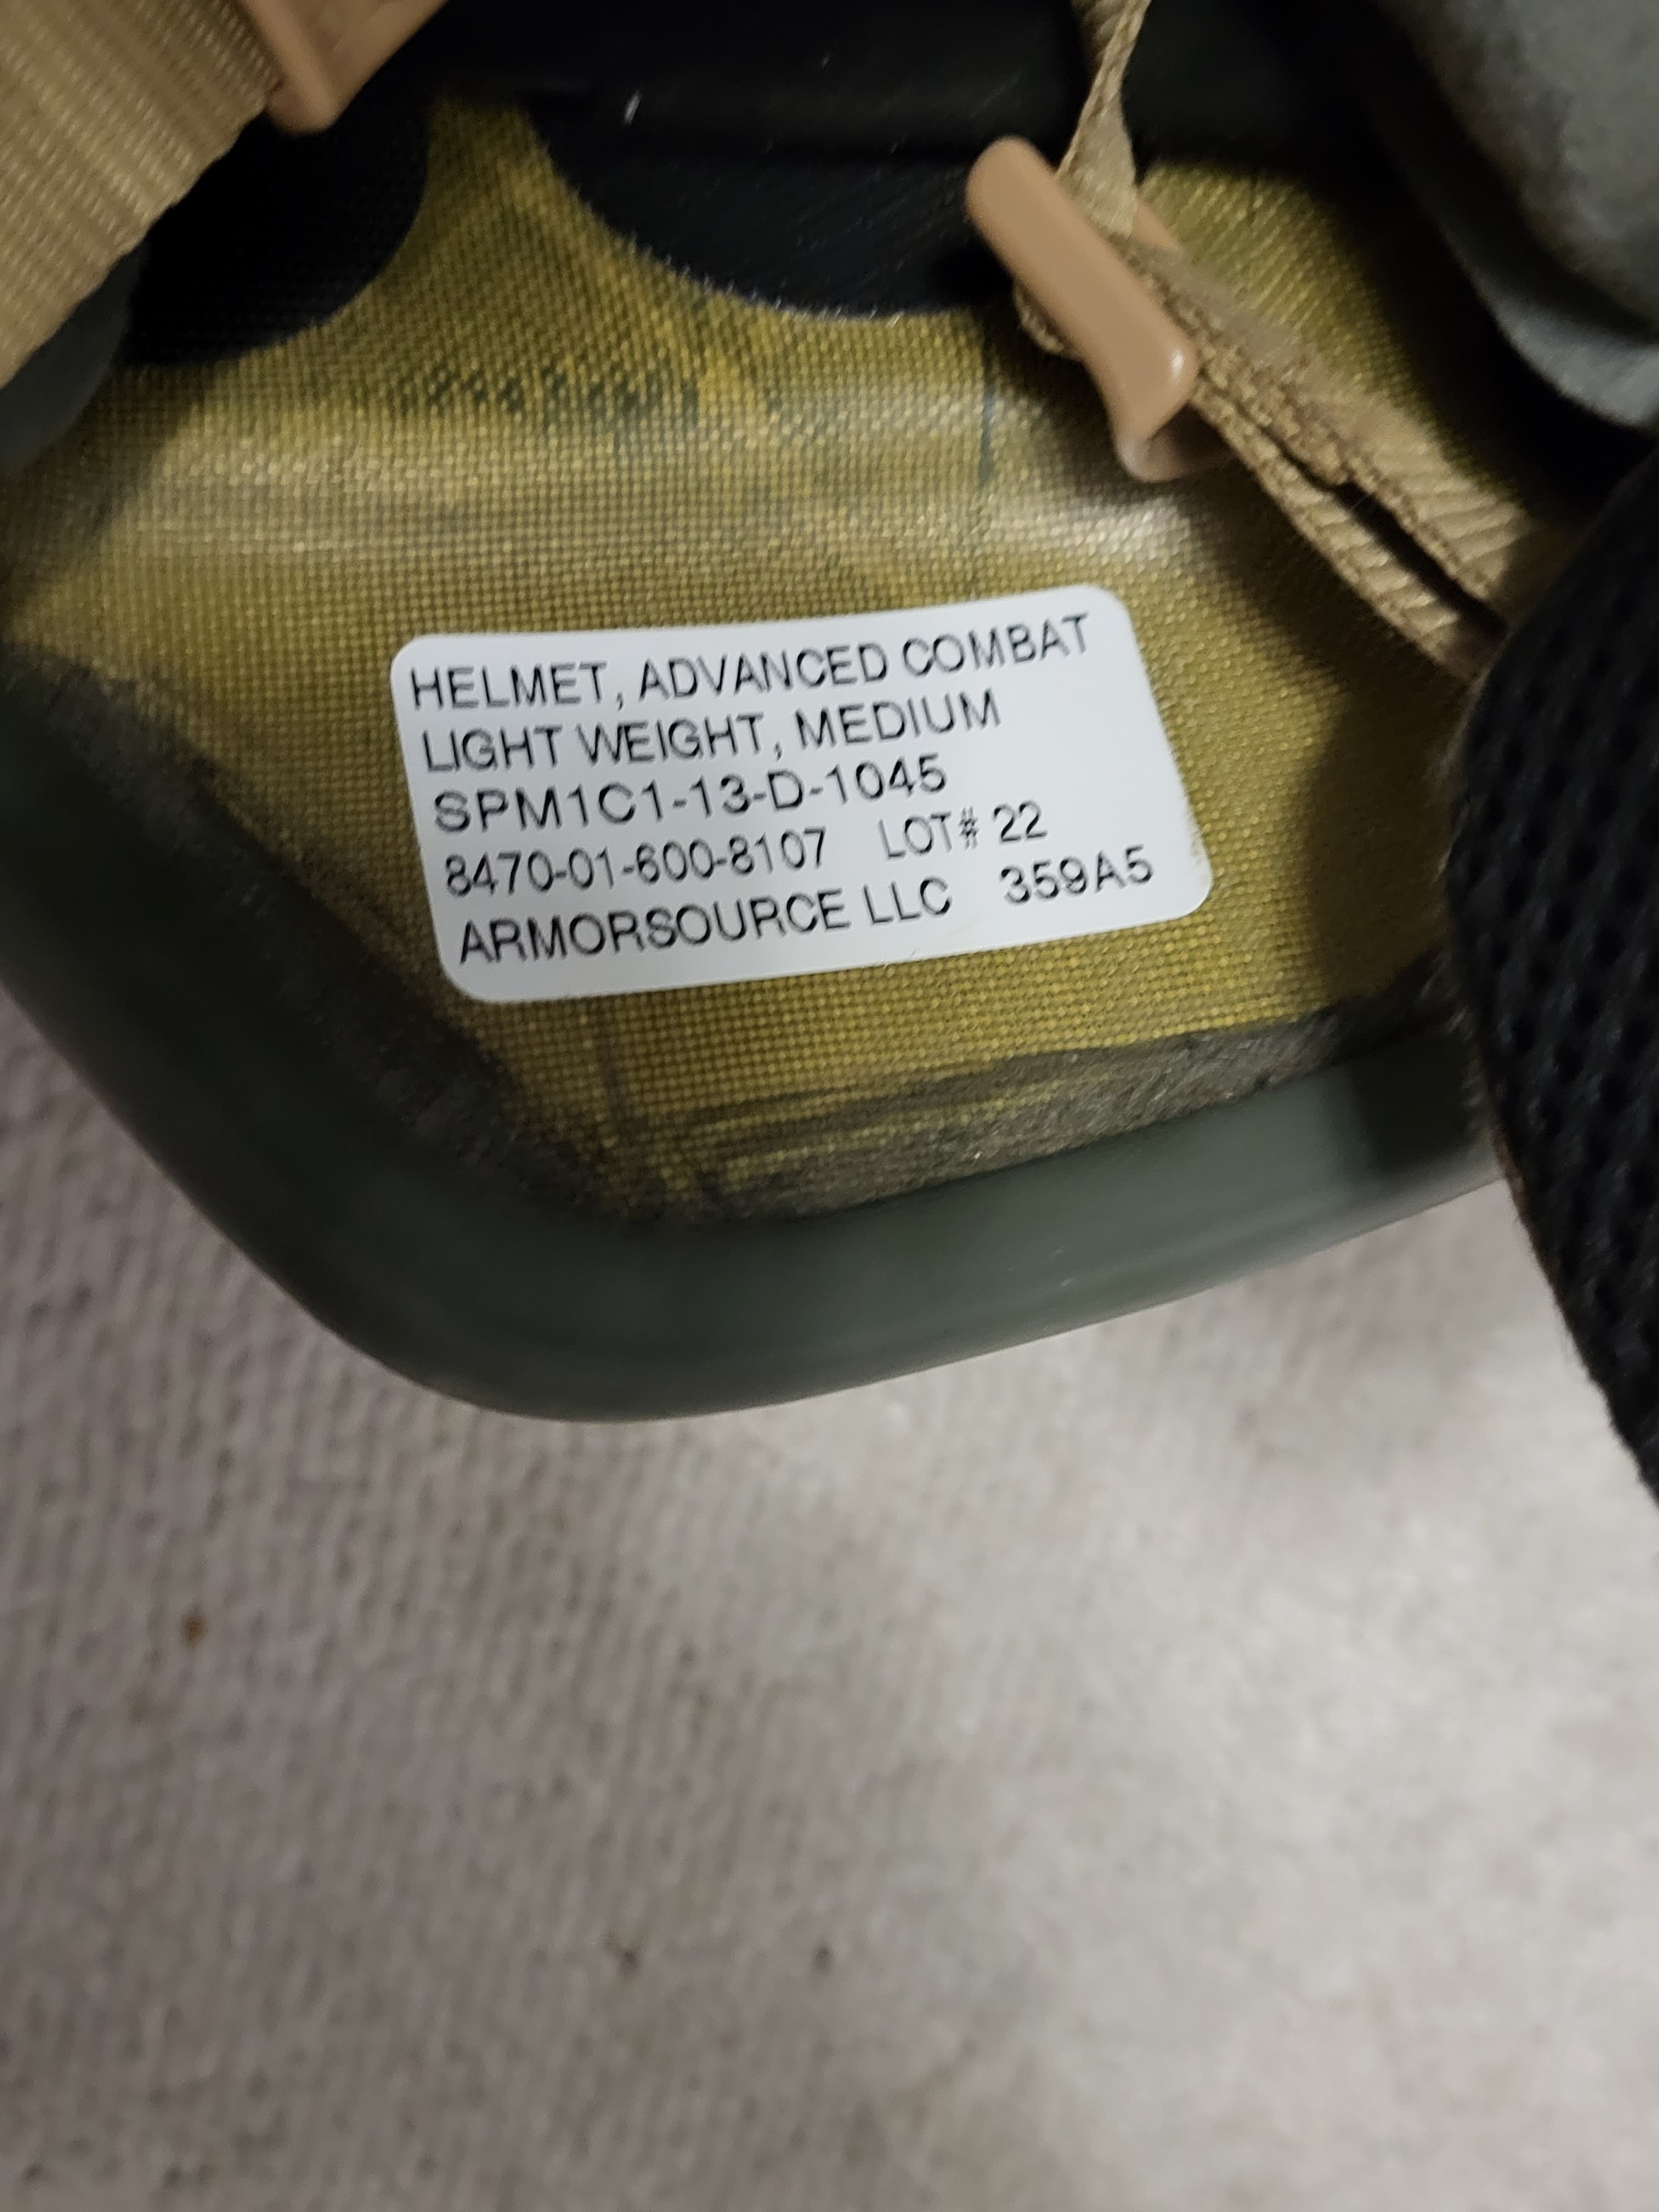 HELMET, ADVANCED COMBAT
LIGHT WEIGHT, MEDIUM
SPM1C1-13-D-1045
8470-01-600-8107 LOT# 22
ARMORSOURCE LLC 359A5